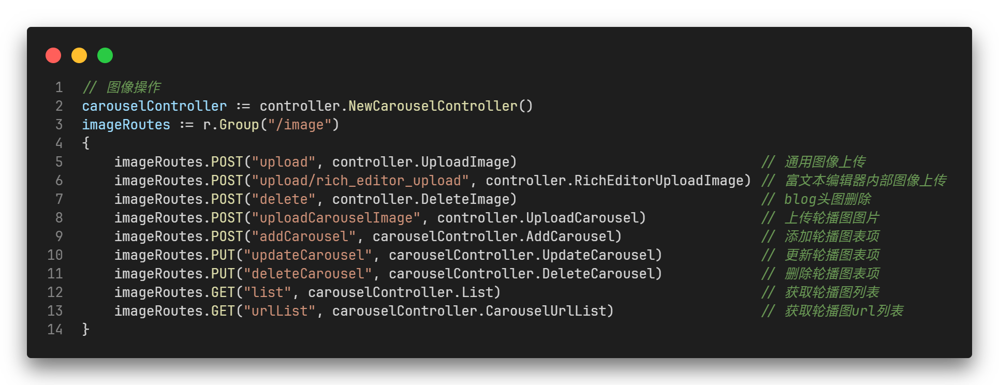 1 // 图像操作
2 carouselController := controller.NewCarouselController()
3 imageRoutes := r.Group("/image")
4 {
5     imageRoutes.POST("upload", controller.UploadImage)                              // 通用图像上传
6     imageRoutes.POST("upload/rich_editor_upload", controller.RichEditorUploadImage) // 富文本编辑器内部图像上传
7     imageRoutes.POST("delete", controller.DeleteImage)                              // blog头图删除
8     imageRoutes.POST("uploadCarouselImage", controller.UploadCarousel)              // 上传轮播图图片
9     imageRoutes.POST("addCarousel", carouselController.AddCarousel)                 // 添加轮播图表项
10     imageRoutes.PUT("updateCarousel", carouselController.UpdateCarousel)            // 更新轮播图表项
11     imageRoutes.PUT("deleteCarousel", carouselController.DeleteCarousel)            // 删除轮播图表项
12     imageRoutes.GET("list", carouselController.List)                                // 获取轮播图列表
13     imageRoutes.GET("urlList", carouselController.CarouselUrlList)                  // 获取轮播图url列表
14 }